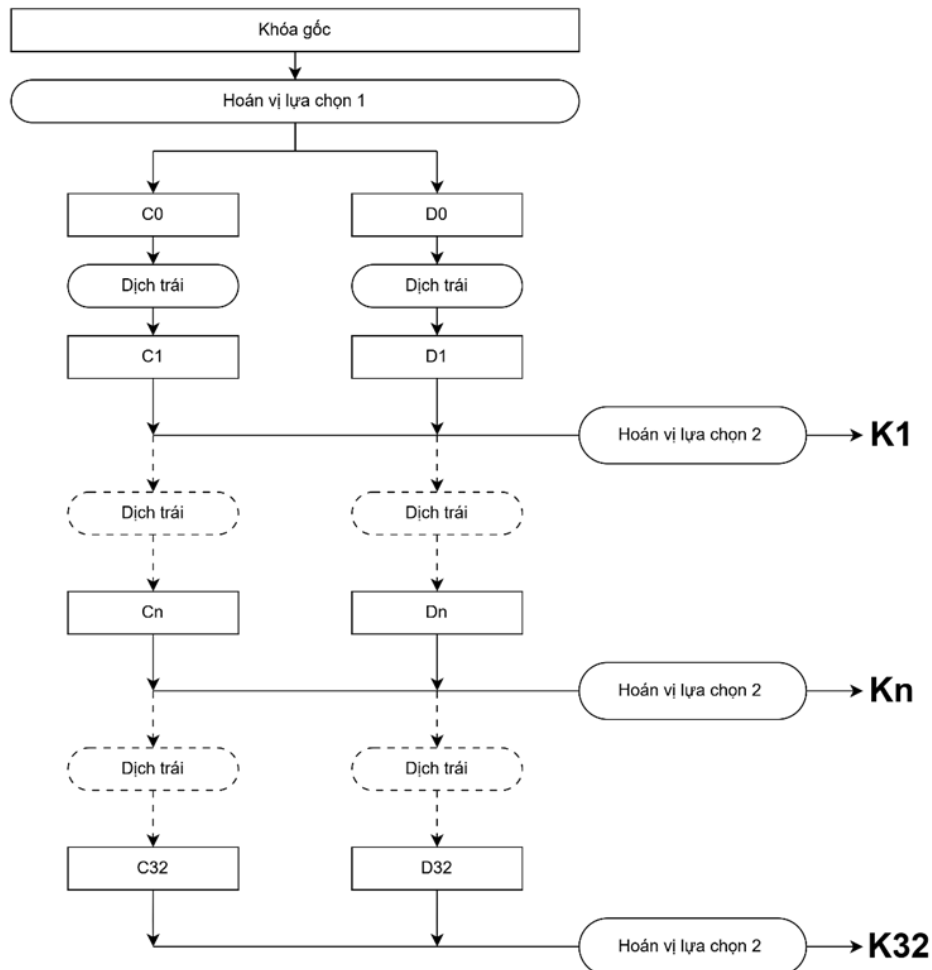 Khóa gốc
Hoán vị lựa chọn 1
C0
D0
Dịch trái
Dịch trái
C1
D1
Hoán vị lựa chọn 2
K1
Dịch trái
Dịch trái
Cn
Dn
Hoán vị lựa chọn 2
Kn
Dịch trái
Dịch trái
C32
D32
Hoán vị lựa chọn 2
K32